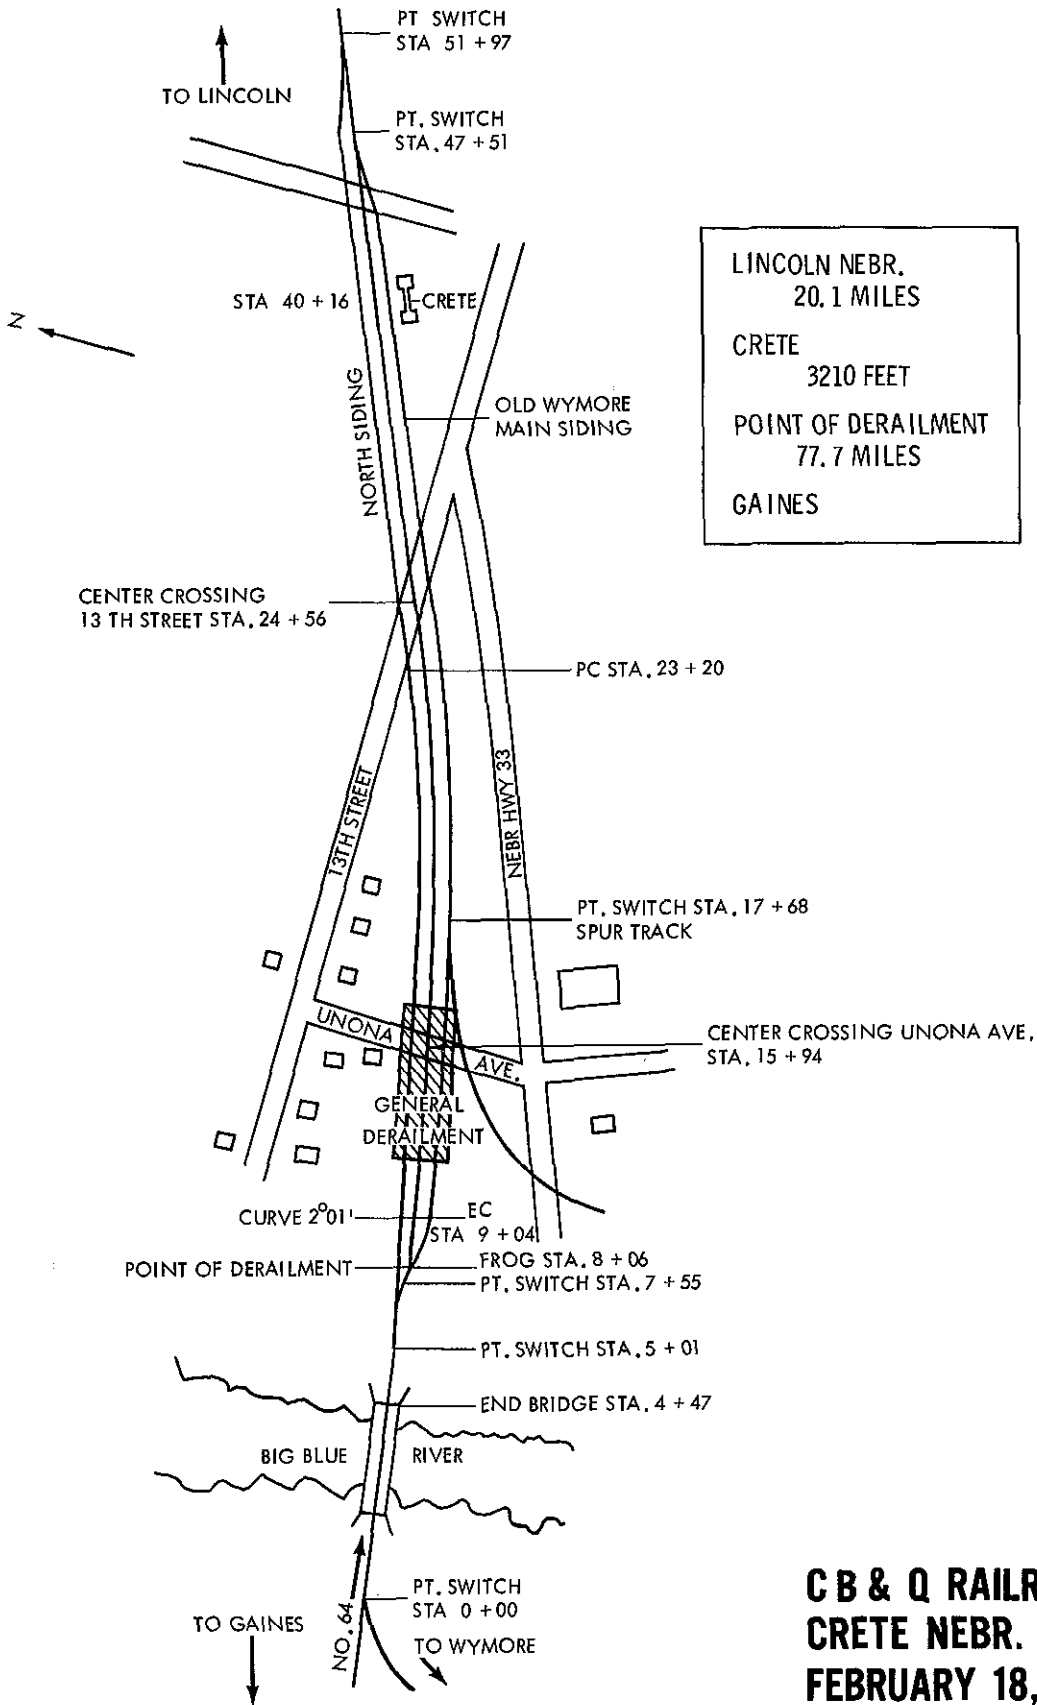 PT SWITCH
STA 51 + 97
TO LINCOLN
PT. SWITCH
STA. 47 + 51
STA 40 + 16
CRETE
N
LINCOLN NEBR.
20.1 MILES
CRETE
3210 FEET
POINT OF DERAILMENT
77.7 MILES
GAINES
NORTH SIDING
OLD WYMORE
MAIN SIDING
CENTER CROSSING
13 TH STREET STA. 24 + 56
PC STA. 23 + 20
NEBR HWY 33
13TH STREET
PT. SWITCH STA. 17 + 68
SPUR TRACK
UNONA AVE.
CENTER CROSSING UNONA AVE.
STA. 15 + 94
GENERAL
DERAILMENT
CURVE 2°01'
EC
STA 9 + 04
POINT OF DERAILMENT
FROG STA. 8 + 06
PT. SWITCH STA. 7 + 55
PT. SWITCH STA. 5 + 01
END BRIDGE STA. 4 + 47
BIG BLUE RIVER
NO. 64
PT. SWITCH
STA 0 + 00
TO GAINES
TO WYMORE
C B & Q RAILR
CRETE NEBR.
FEBRUARY 18,